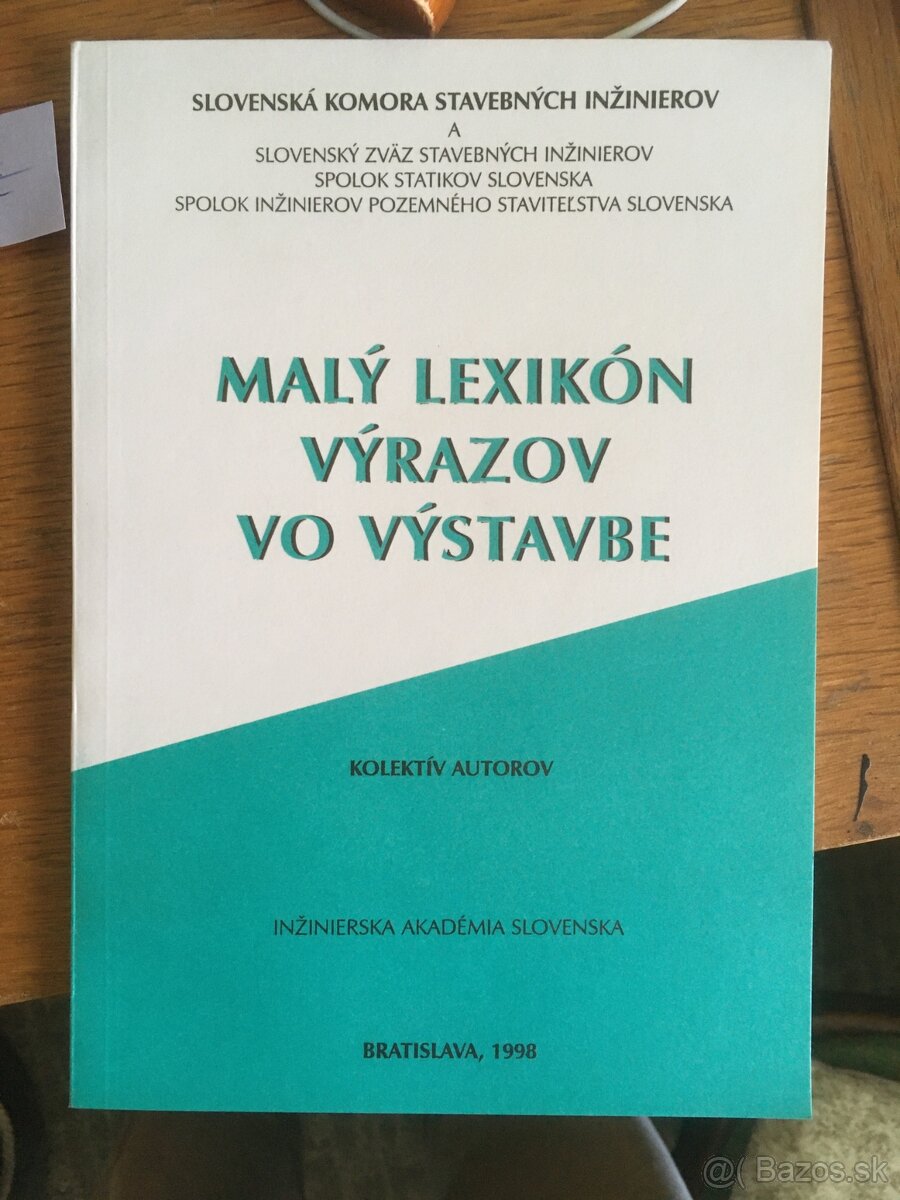 SLOVENSKÁ KOMORA STAVEBNÝCH INŽINIEROV
A
SLOVENSKÝ ZVÄZ STAVEBNÝCH INŽINIEROV
SPOLOK STATIKOV SLOVENSKA
SPOLOK INŽINIEROV POZEMNÉHO STAVITEĽSTVA SLOVENSKA
MALÝ LEXIKÓN
VÝRAZOV
VO VÝSTAVBE
KOLEKTÍV AUTOROV
INŽINIERSKA AKADÉMIA SLOVENSKA
BRATISLAVA, 1998
@( Bazos.sk